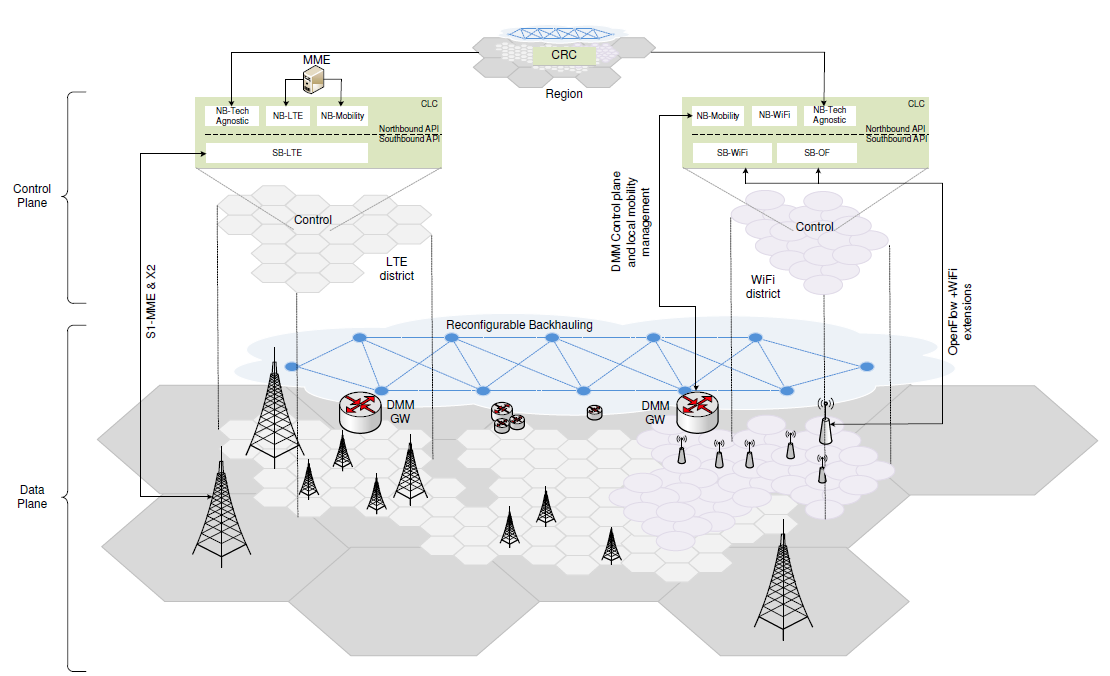 CRC
Region
MME
CLC
NB-Tech
Agnostic
NB-LTE
NB-Mobility
Northbound API
Southbound API
SB-LTE
CLC
NB-Mobility
NB-WiFi
NB-Tech
Agnostic
Northbound API
Southbound API
SB-WiFi
SB-OF
Control
Plane
Control
LTE
district
S1-MME & X2
DMM Control plane
and local mobility
management
Control
WiFi
district
OpenFlow +WiFi
extensions
Reconfigurable Backhauling
DMM
GW
DMM
GW
Data
Plane